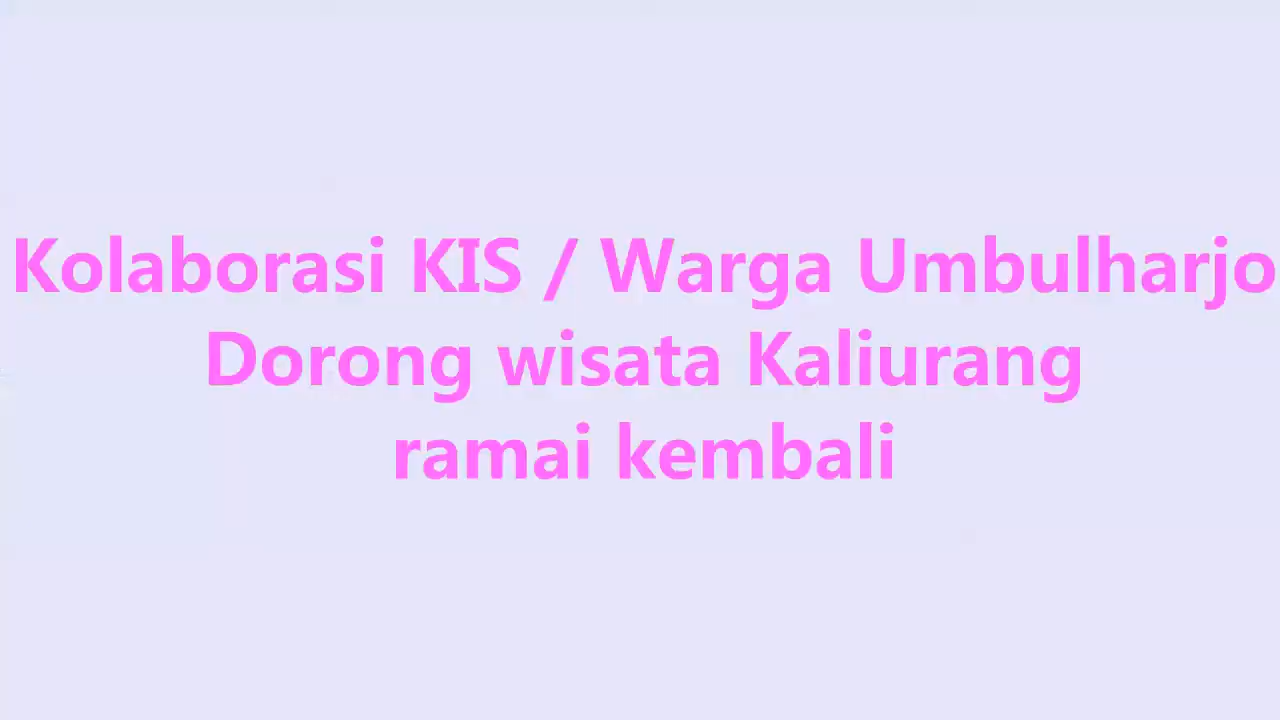 Kolaborasi KIS / Warga Umbulharjo
Dorong wisata Kaliurang
ramai kembali